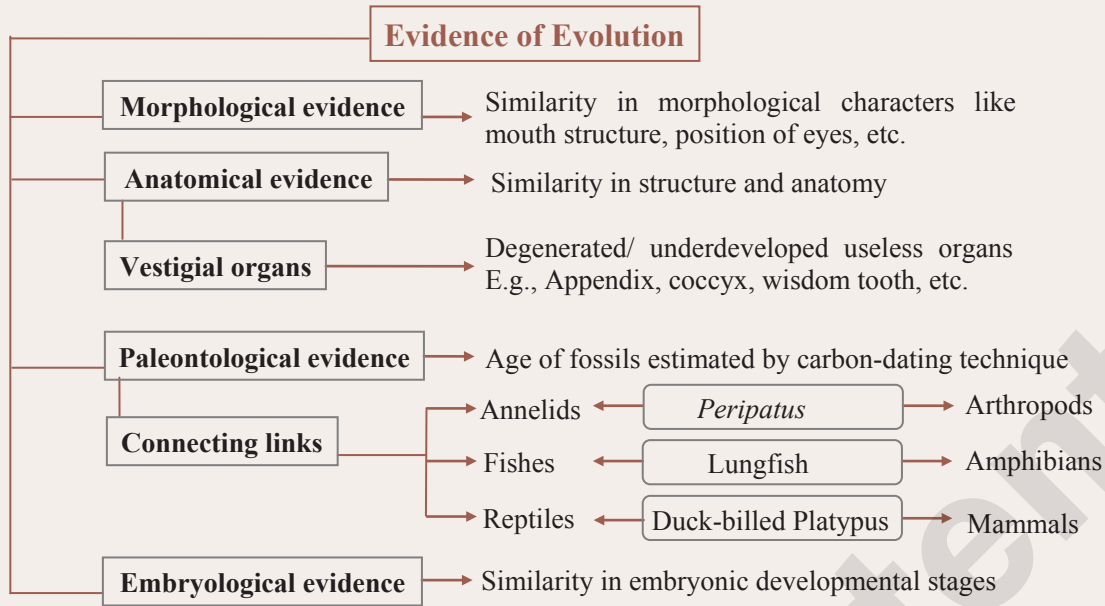 Evidence of Evolution
Morphological evidence
Similarity in morphological characters like
mouth structure, position of eyes, etc.
Anatomical evidence
Similarity in structure and anatomy
Vestigial organs
Degenerated/ underdeveloped useless organs
E.g., Appendix, coccyx, wisdom tooth, etc.
Paleontological evidence
Age of fossils estimated by carbon-dating technique
Connecting links
Annelids
Peripatus
Arthropods
Fishes
Lungfish
Amphibians
Reptiles
Duck-billed Platypus
Mammals
Embryological evidence
Similarity in embryonic developmental stages
tent